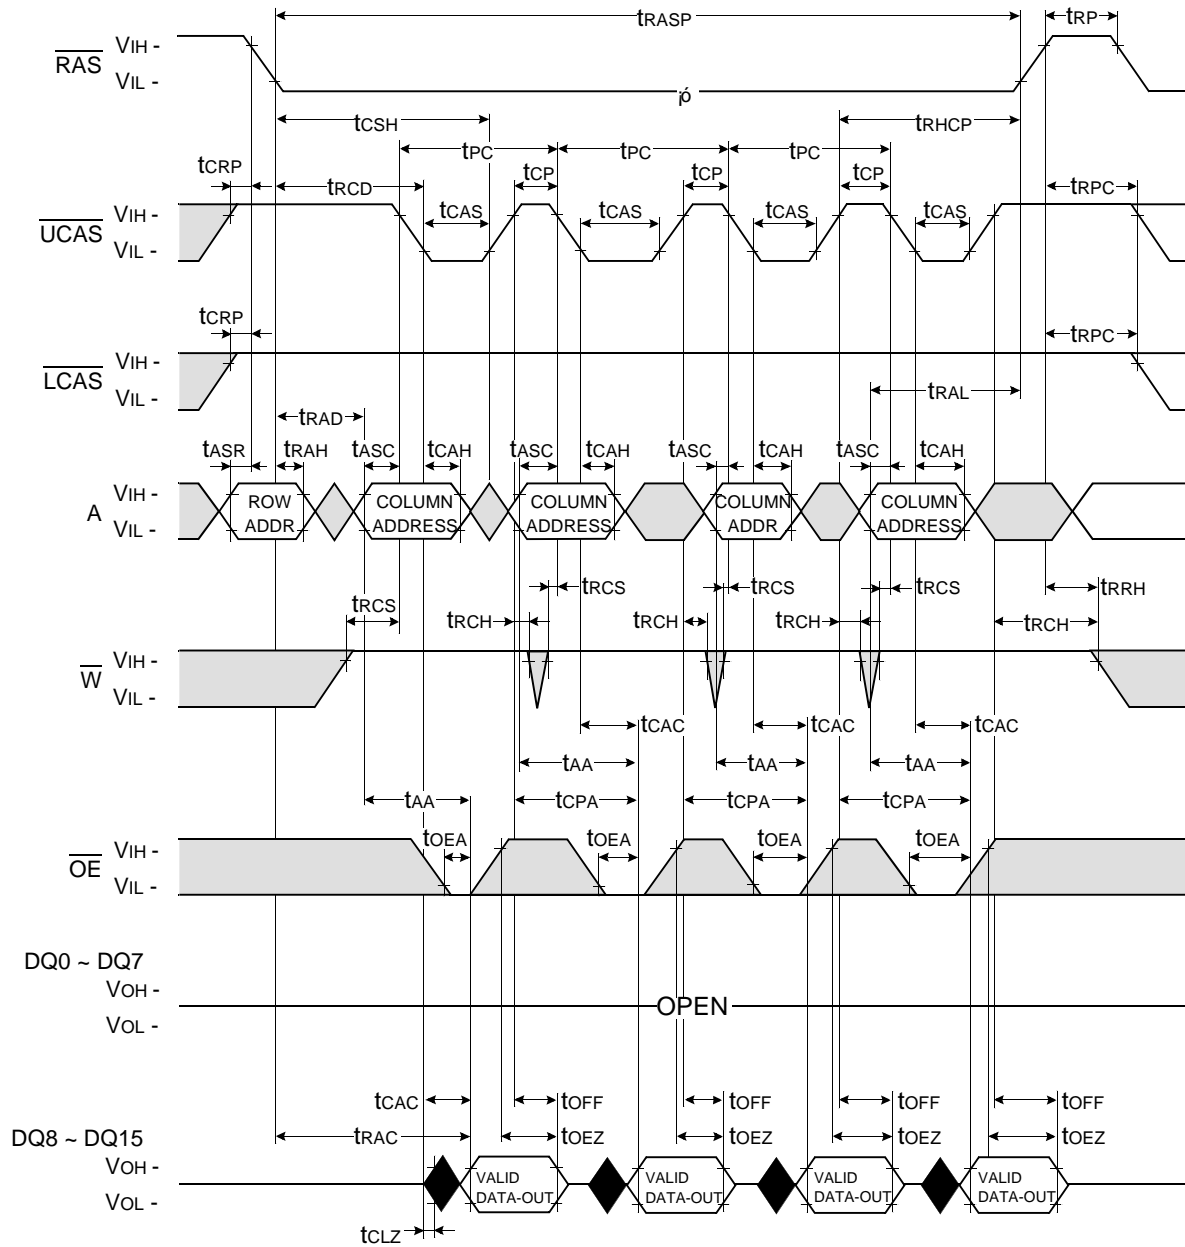 tRASP
tRP
RAS
VIH -
VIL -
¡ó
tCSH
tRHCP
tPC
tPC
tPC
tCRP
tRCD
tCP
tCP
tCP
tRPC
UCAS
VIH -
VIL -
tCAS
tCAS
tCAS
tCAS
tCRP
tRPC
LCAS
VIH -
VIL -
tRAL
tRAD
tASR
tRAH
tASC
tCAH
tASC
tCAH
tASC
tCAH
tASC
tCAH
A
VIH -
VIL -
ROW
ADDR
COLUMN
ADDRESS
COLUMN
ADDRESS
COLUMN
ADDR
COLUMN
ADDRESS
tRCS
tRCS
tRCS
tRCS
tRRH
tRCH
tRCH
tRCH
tRCH
W
VIH -
VIL -
tCAC
tCAC
tCAC
tAA
tAA
tAA
tAA
tCPA
tCPA
tCPA
tOEA
tOEA
tOEA
tOEA
OE
VIH -
VIL -
DQ0 ~ DQ7
VOH -
VOL -
OPEN
tCAC
tOFF
tOFF
tOFF
tOFF
DQ8 ~ DQ15
tRAC
tOEZ
tOEZ
tOEZ
tOEZ
VOH -
VOL -
VALID
DATA-OUT
VALID
DATA-OUT
VALID
DATA-OUT
VALID
DATA-OUT
tCLZ